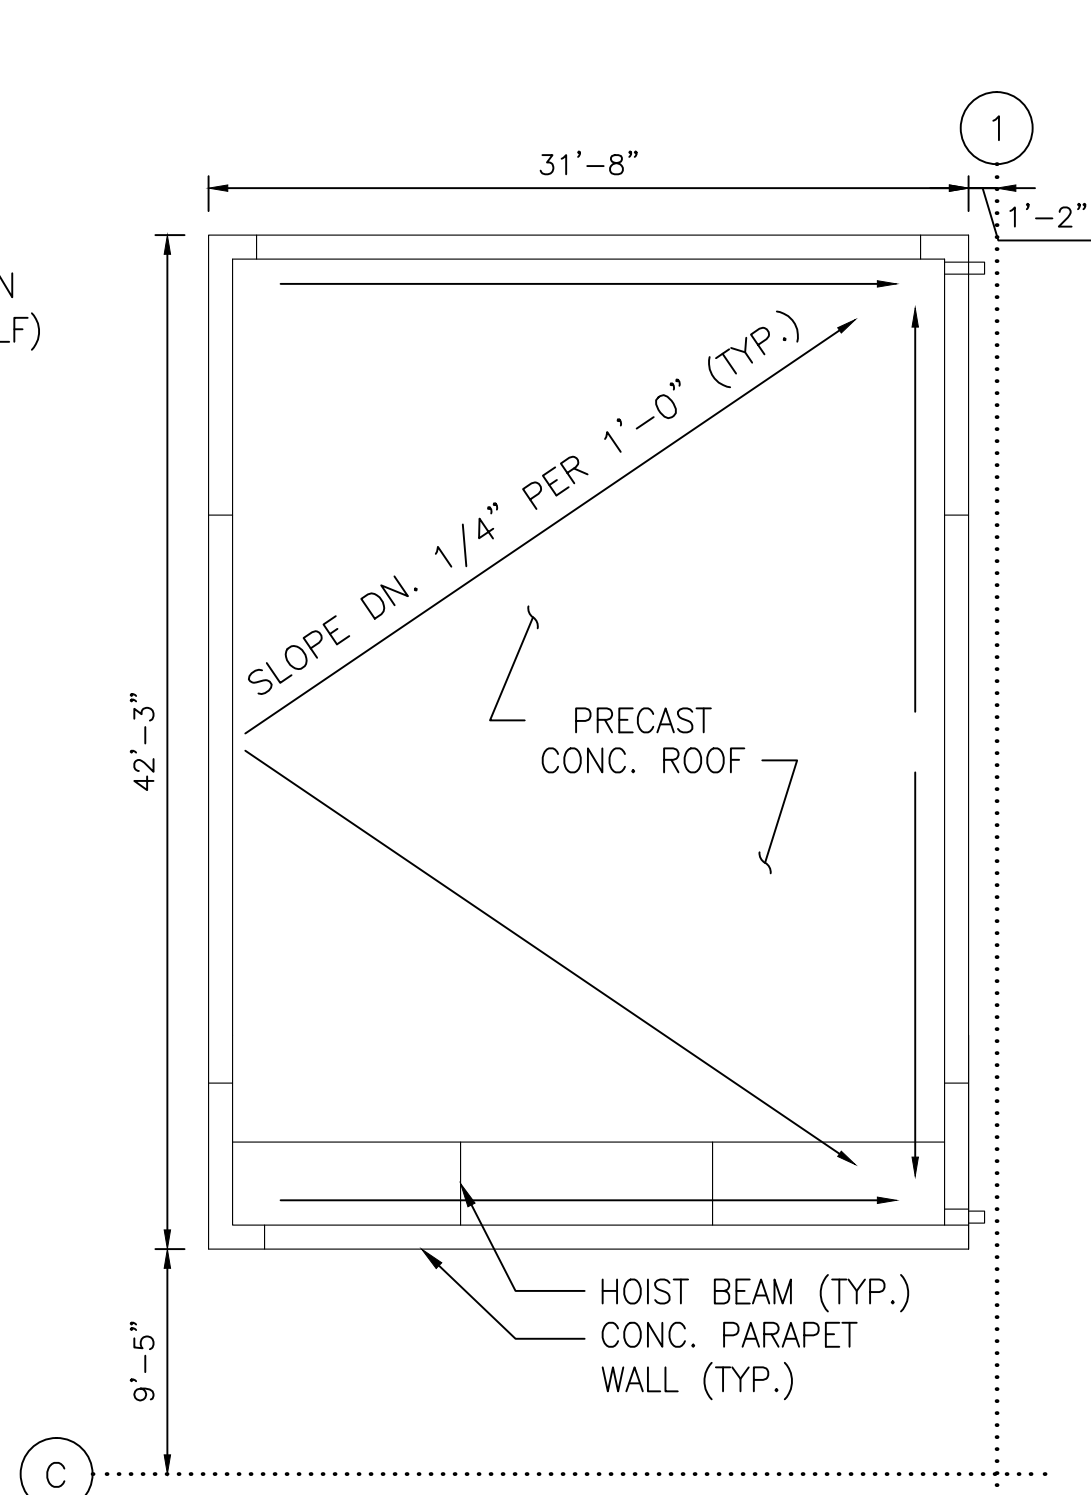 1
31'-8"
1'-2"
N
LF)
SLOPE DN. 1/4" PER 1'-0" (TYP.)
PRECAST
CONC. ROOF
42'-3"
HOIST BEAM (TYP.)
CONC. PARAPET
WALL (TYP.)
9'-5"
C